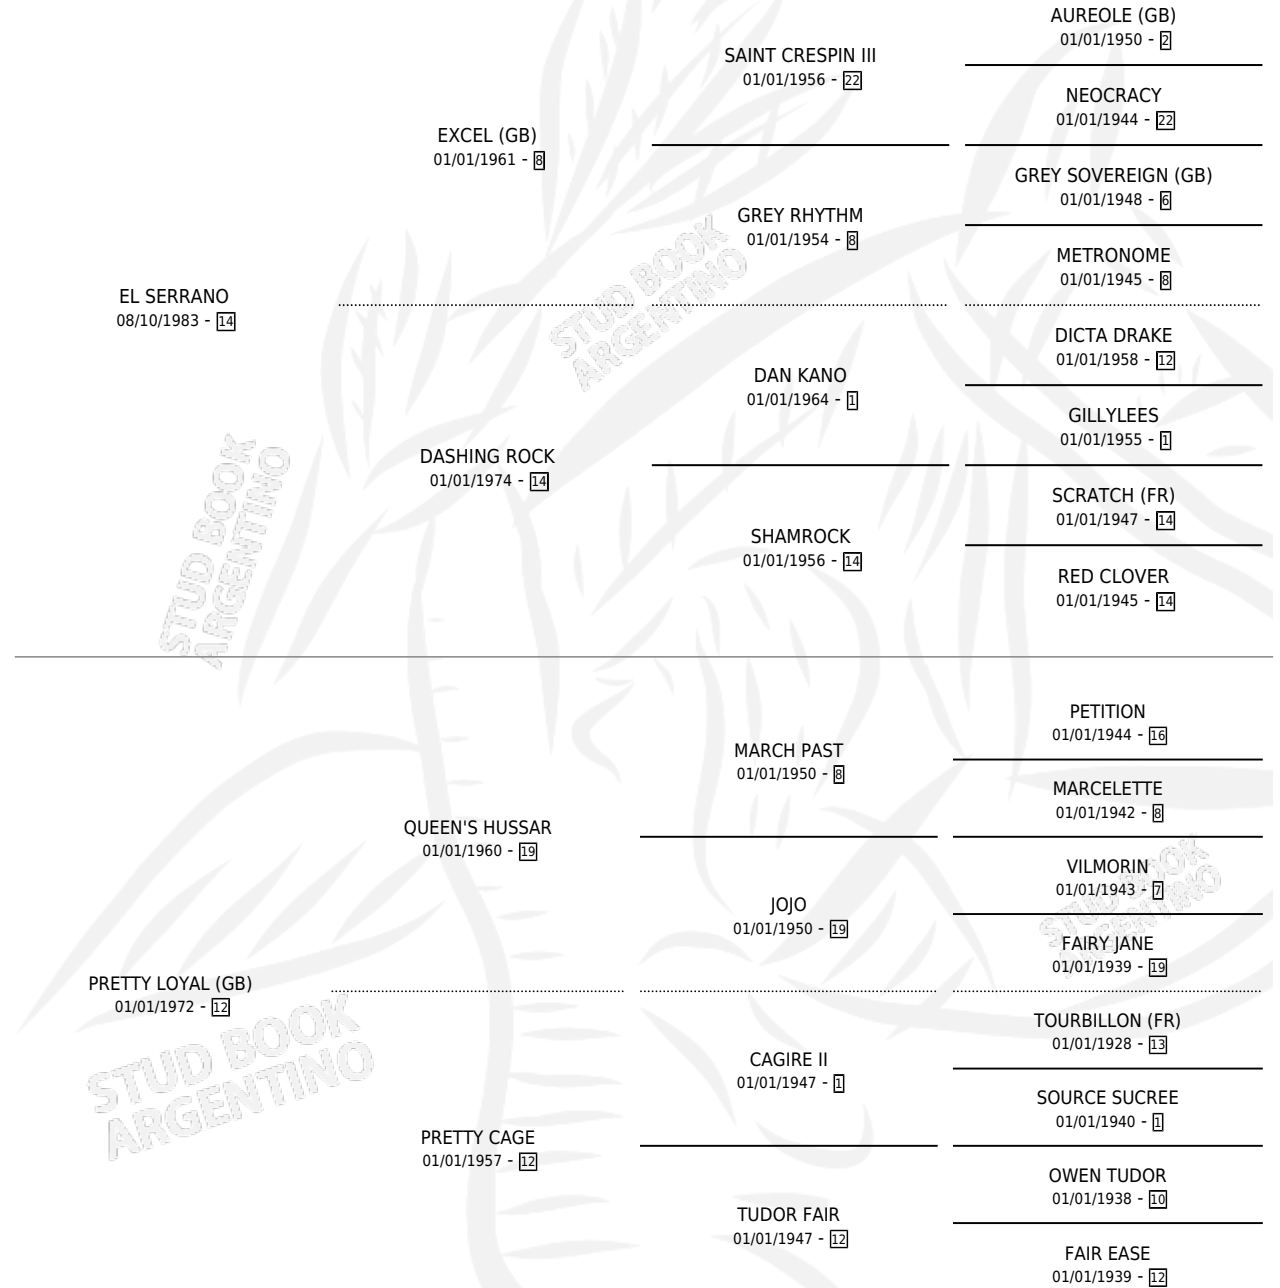 AUREOLE (GB)
01/01/1950 - 2
SAINT CRESPIN III
01/01/1956 - 22
NEOCRACY
01/01/1944 - 22
EXCEL (GB)
01/01/1961 - 8
GREY SOVEREIGN (GB)
01/01/1948 - 6
GREY RHYTHM
01/01/1954 - 8
METRONOME
01/01/1945 - 8
EL SERRANO
08/10/1983 - 14
DICTA DRAKE
01/01/1958 - 12
DAN KANO
01/01/1964 - 1
GILLYLEES
01/01/1955 - 1
DASHING ROCK
01/01/1974 - 14
SCRATCH (FR)
01/01/1947 - 14
SHAMROCK
01/01/1956 - 14
RED CLOVER
01/01/1945 - 14
PETITION
01/01/1944 - 16
MARCH PAST
01/01/1950 - 8
MARCELETTE
01/01/1942 - 8
QUEEN'S HUSSAR
01/01/1960 - 19
VILMORIN
01/01/1943 - 7
JOJO
01/01/1950 - 19
FAIRY JANE
01/01/1939 - 19
PRETTY LOYAL (GB)
01/01/1972 - 12
TOURBILLON (FR)
01/01/1928 - 13
CAGIRE II
01/01/1947 - 1
SOURCE SUCREE
01/01/1940 - 1
PRETTY CAGE
01/01/1957 - 12
OWEN TUDOR
01/01/1938 - 10
TUDOR FAIR
01/01/1947 - 12
FAIR EASE
01/01/1939 - 12
STUD BOOK
ARGENTINO
STUD BOOK
ARGENTINO
STUD BOOK
ARGENTINO
STUD BOOK
ARGENTINO